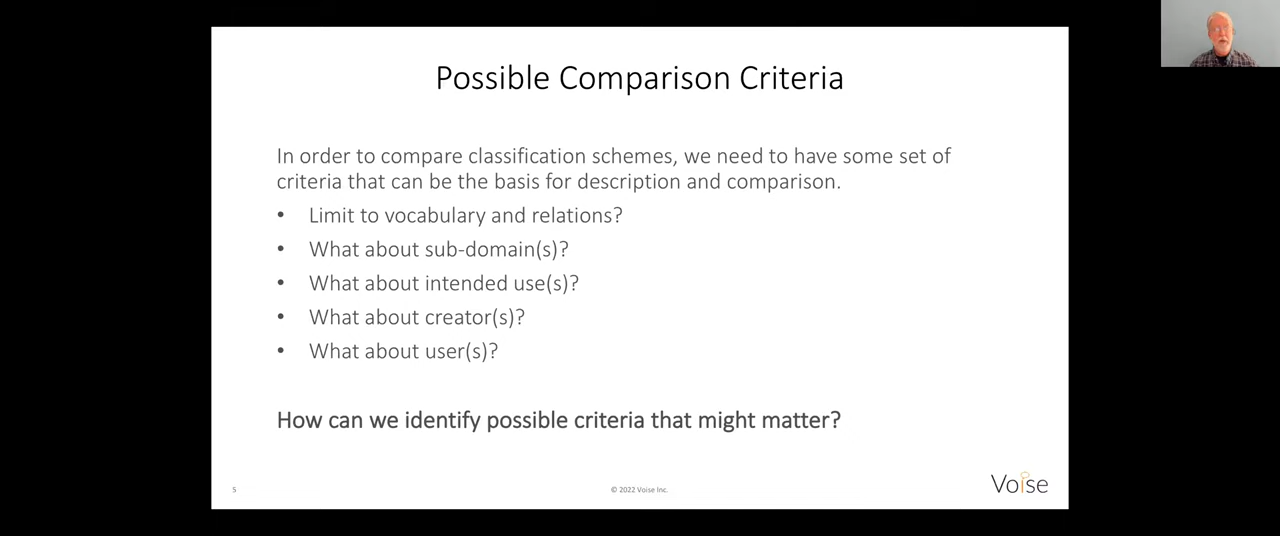 Possible Comparison Criteria
In order to compare classification schemes, we need to have some set of
criteria that can be the basis for description and comparison.
• Limit to vocabulary and relations?
• What about sub-domain(s)?
• What about intended use(s)?
• What about creator(s)?
• What about user(s)?
How can we identify possible criteria that might matter?
5
© 2022 Voise Inc.
Voise